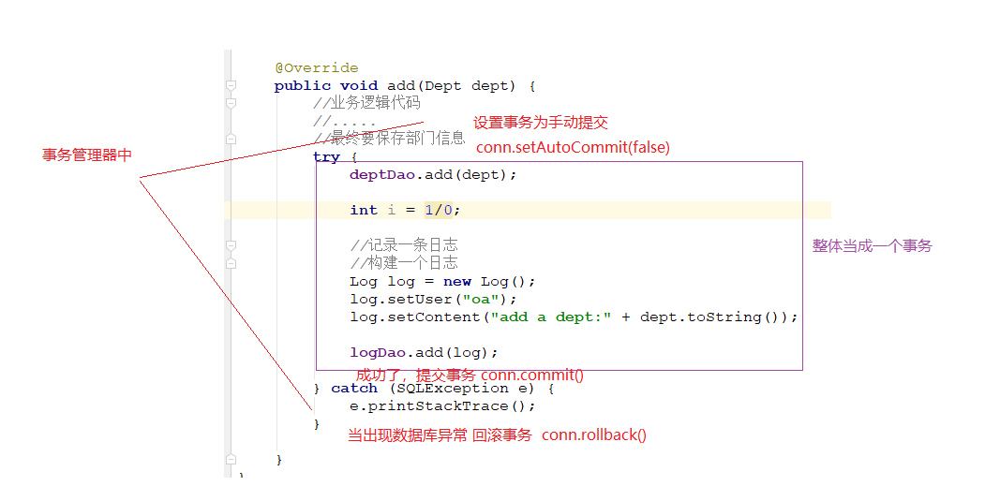 @Override
public void add(Dept dept) {
//业务逻辑代码
//.....
设置事务为手动提交
//最终要保存部门信息
conn.setAutoCommit(false)
事务管理器中
try {
deptDao.add(dept);
int i = 1/0;
//记录一条日志
整体当成一个事务
//构建一个日志
Log log = new Log();
log.setUser("oa");
log.setContent("add a dept:" + dept.toString());
logDao.add(log);
成功了，提交事务 conn.commit()
} catch (SQLException e) {
e.printStackTrace();
}
当出现数据库异常 回滚事务 conn.rollback()
}
}